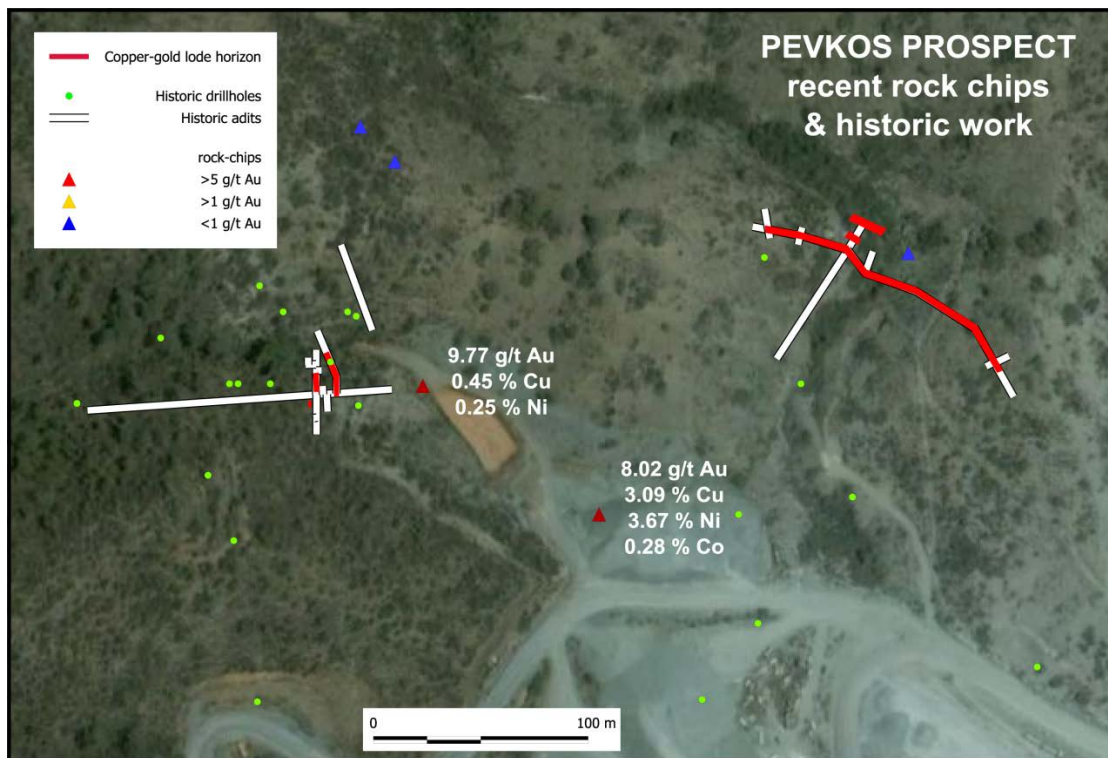 PEVKOS PROSPECT
recent rock chips
& historic work
Copper-gold lode horizon
Historic drillholes
Historic adits
rock-chips
>5 g/t Au
>1 g/t Au
<1 g/t Au
9.77 g/t Au
0.45 % Cu
0.25 % Ni
8.02 g/t Au
3.09 % Cu
3.67 % Ni
0.28 % Co
0
100 m